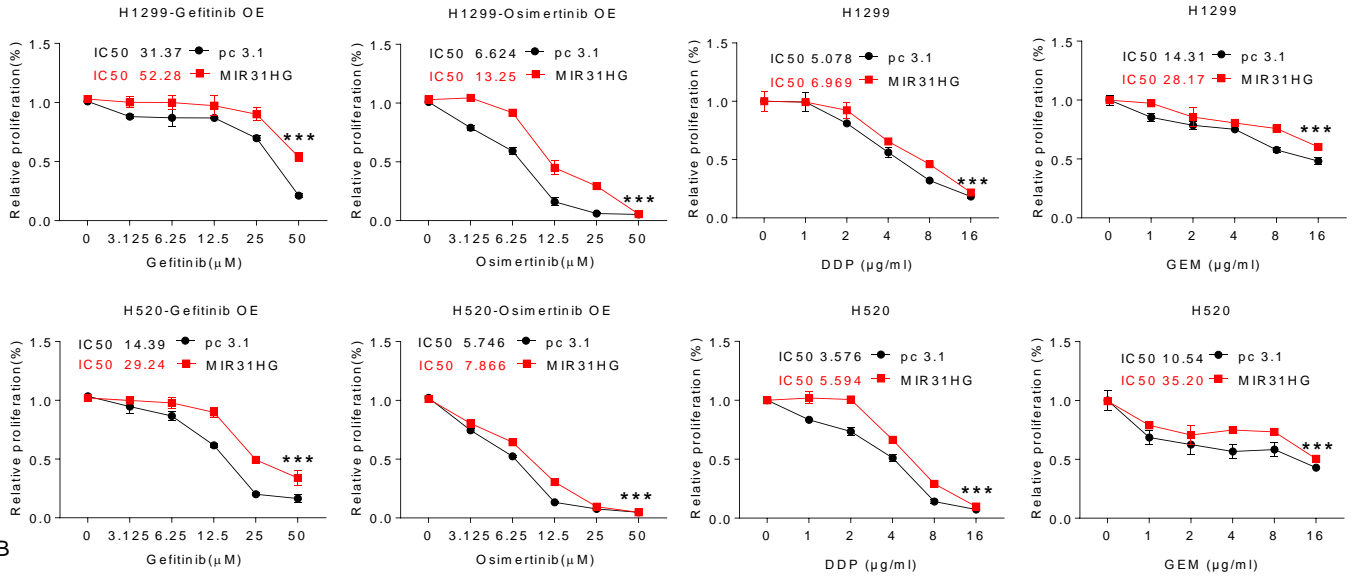 H1299-Gefitinib OE
Relative proliferation(%)
1.5
1.0
0.5
0.0
IC50 31.37 pc 3.1
IC50 52.28 MIR31HG
***
0 3.125 6.25 12.5 25 50
Gefitinib(μM)
H1299-Osimertinib OE
Relative proliferation(%)
1.5
1.0
0.5
0.0
IC50 6.624 pc 3.1
IC50 13.25 MIR31HG
***
0 3.125 6.25 12.5 25 50
Osimertinib(μM)
H1299
Relative proliferation (%)
1.5
1.0
0.5
0.0
IC50 5.078 pc 3.1
IC50 6.969 MIR31HG
***
0 1 2 4 8 16
DDP (μg/ml)
H1299
Relative proliferation (%)
1.5
1.0
0.5
0.0
IC50 14.31 pc 3.1
IC50 28.17 MIR31HG
***
0 1 2 4 8 16
GEM (μg/ml)
H520-Gefitinib OE
Relative proliferation(%)
1.5
1.0
0.5
0.0
IC50 14.39 pc 3.1
IC50 29.24 MIR31HG
***
0 3.125 6.25 12.5 25 50
Gefitinib(μM)
H520-Osimertinib OE
Relative proliferation(%)
1.5
1.0
0.5
0.0
IC50 5.746 pc 3.1
IC50 7.866 MIR31HG
***
0 3.125 6.25 12.5 25 50
Osimertinib(μM)
H520
Relative proliferation (%)
1.5
1.0
0.5
0.0
IC50 3.576 pc 3.1
IC50 5.594 MIR31HG
***
0 1 2 4 8 16
DDP (μg/ml)
H520
Relative proliferation (%)
1.5
1.0
0.5
0.0
IC50 10.54 pc 3.1
IC50 35.20 MIR31HG
***
0 1 2 4 8 16
GEM (μg/ml)
B